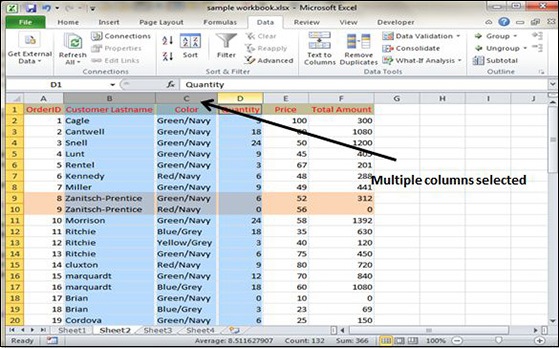 sample workbook.xlsx - Microsoft Excel
File Home Insert Page Layout Formulas Data Review View Developer
Get External Data
Refresh All
Connections
Properties
Edit Links
Connections
Sort
Filter
Clear
Reapply
Advanced
Sort & Filter
Text to Columns
Remove Duplicates
Data Validation
Consolidate
What-If Analysis
Data Tools
Group
Ungroup
Subtotal
Outline
D1 fx Quantity
A B C D E F G H I J
1 OrderID Customer Lastname Color Quantity Price Total Amount
2 1 Cagle Green/Navy 3 100 300
3 2 Cantwell Green/Navy 18 1080
4 3 Snell Green/Navy 24 50 1200
5 4 Lunt Green/Navy 9 45 405
6 5 Rentel Green/Navy 3 67 201
7 6 Kennedy Red/Navy 6 48 288
8 7 Miller Green/Navy 9 49 441
9 8 Zanitsch-Prentice Green/Navy 6 52 312
10 9 Zanitsch-Prentice Red/Navy 0 56 0
11 10 Morrison Green/Navy 24 58 1392
12 11 Ritchie Blue/Grey 18 35 630
13 12 Ritchie Yellow/Grey 3 40 120
14 13 Ritchie Green/Navy 6 75 450
15 14 cluxton Red/Navy 9 80 720
16 15 marquardt Green/Navy 12 70 840
17 16 marquardt Blue/Grey 18 60 1080
18 17 Brian Green/Navy 0 10 0
19 18 Brian Blue/Grey 3 23 69
20 19 Cordova Green/Navy 6 25 150
Multiple columns selected
Sheet1 Sheet2 Sheet3 Sheet4
Ready Average: 8.511627907 Count: 132 Sum: 366 100%